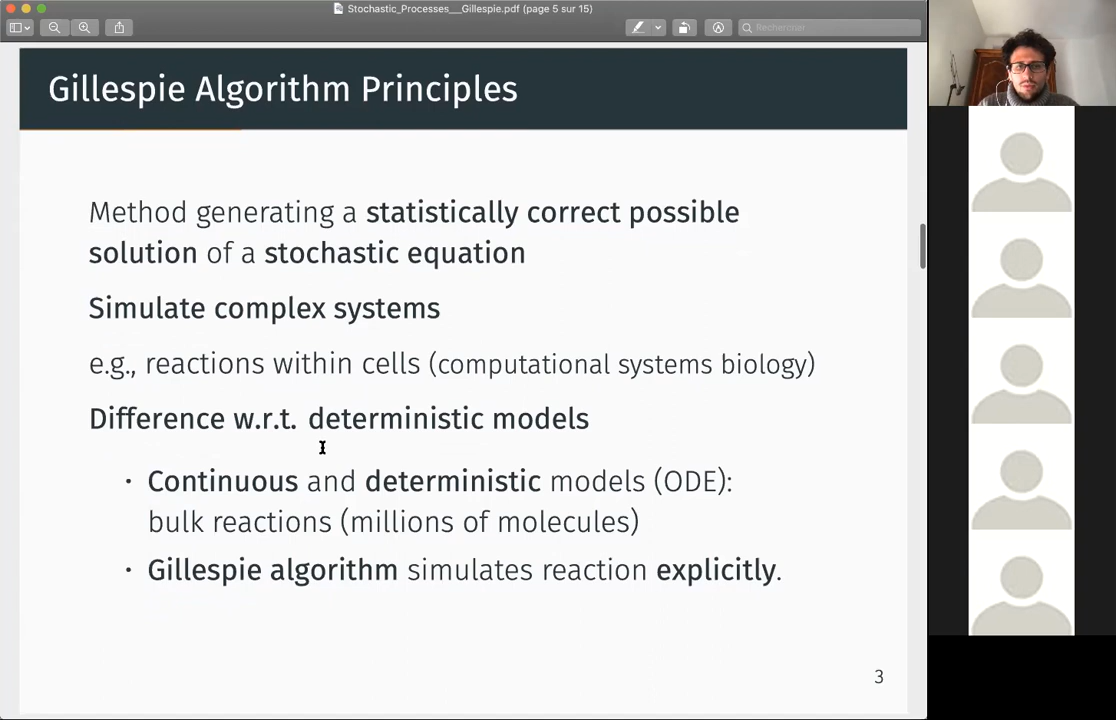 Stochastic_Processes__Gillespie.pdf (page 5 sur 15)
Rechercher
Gillespie Algorithm Principles
Method generating a statistically correct possible
solution of a stochastic equation
Simulate complex systems
e.g., reactions within cells (computational systems biology)
Difference w.r.t. deterministic models
• Continuous and deterministic models (ODE):
bulk reactions (millions of molecules)
• Gillespie algorithm simulates reaction explicitly.
3